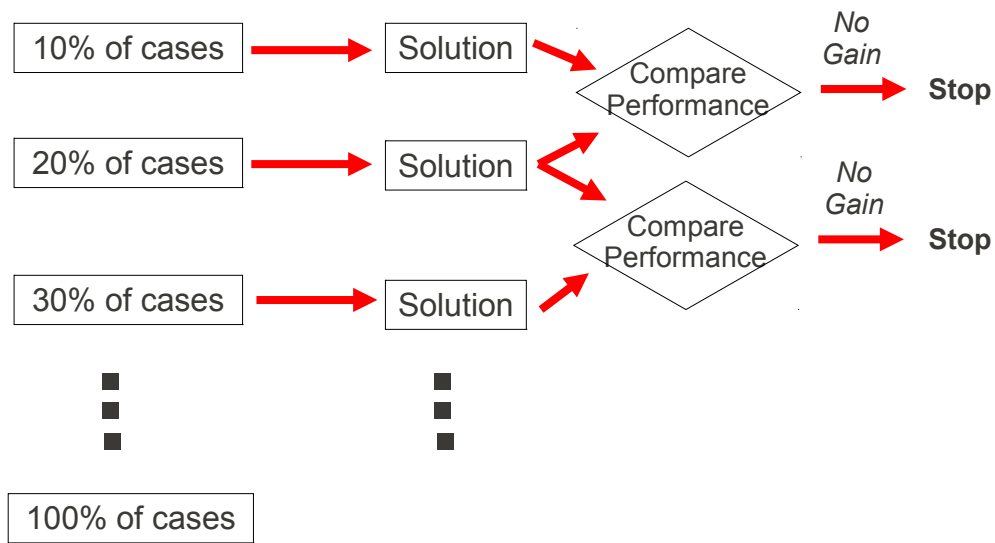 10% of cases
Solution
Compare
Performance
No
Gain
Stop
20% of cases
Solution
Compare
Performance
No
Gain
Stop
30% of cases
Solution
100% of cases